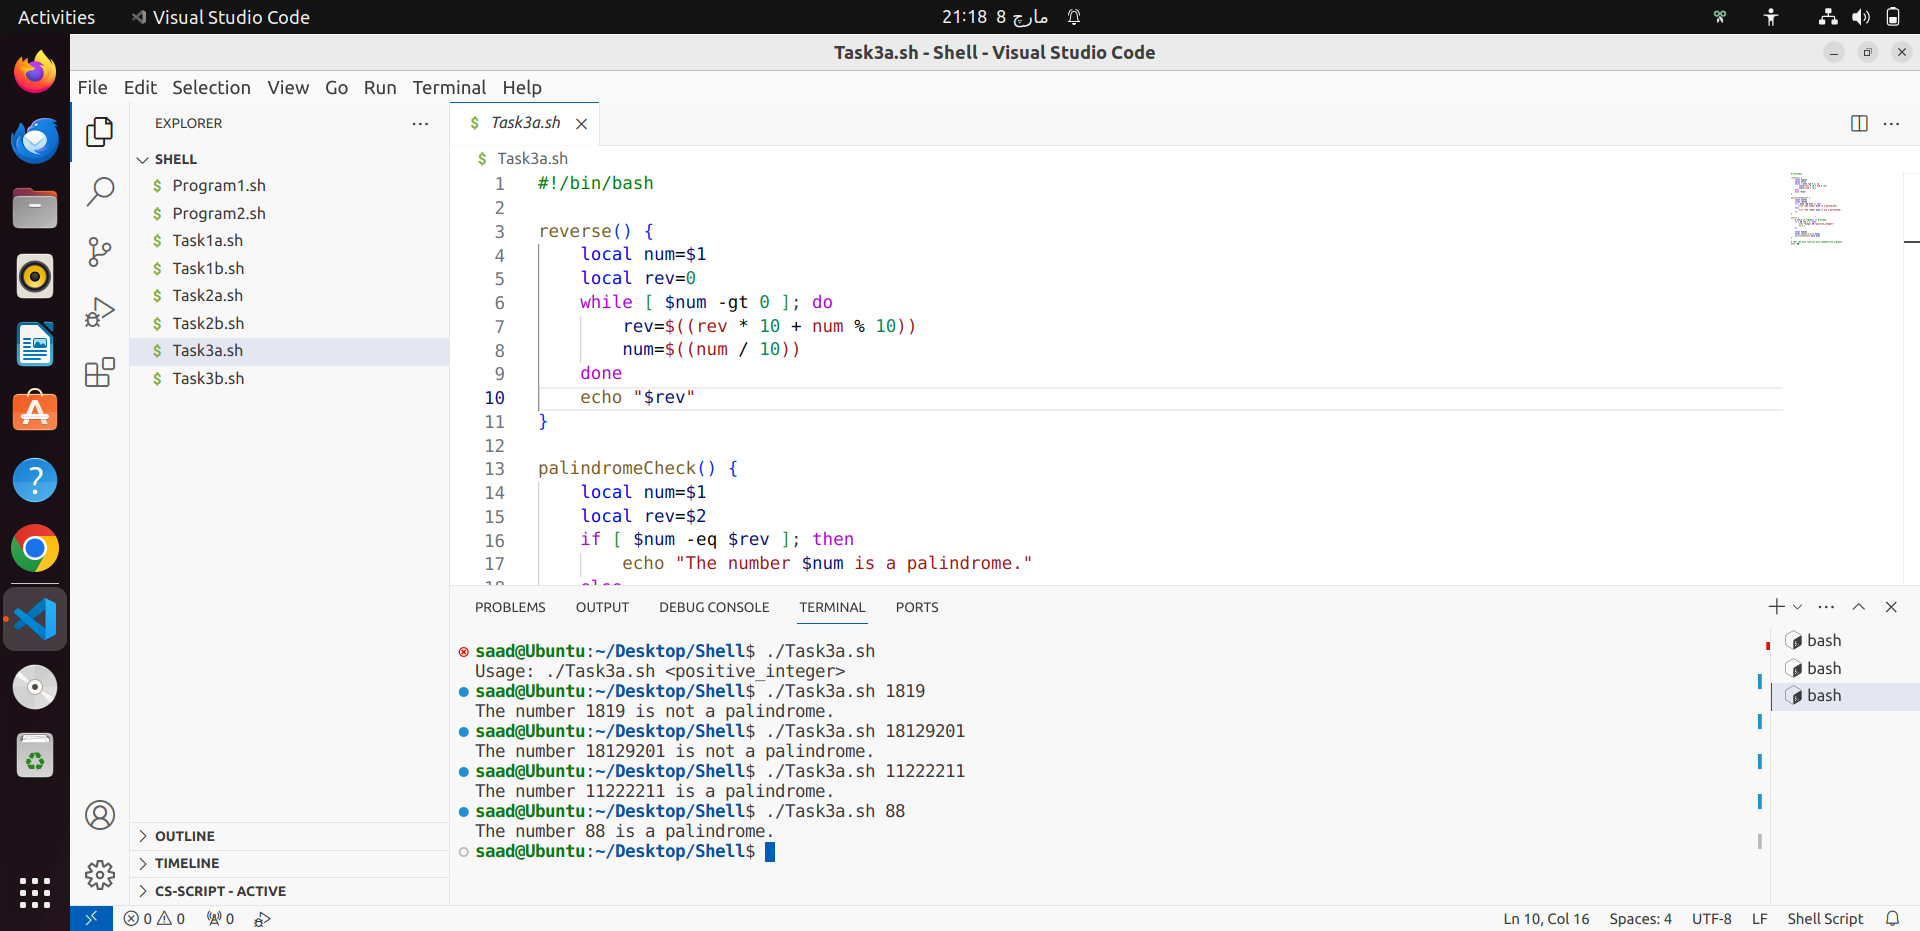 Activities
Visual Studio Code
21:18 8 مارچ
Task3a.sh - Shell - Visual Studio Code
File Edit Selection View Go Run Terminal Help
EXPLORER
SHELL
$ Program1.sh
$ Program2.sh
$ Task1a.sh
$ Task1b.sh
$ Task2a.sh
$ Task2b.sh
$ Task3a.sh
$ Task3b.sh
OUTLINE
TIMELINE
CS-SCRIPT - ACTIVE
$ Task3a.sh
$ Task3a.sh
1 #!/bin/bash
2
3 reverse() {
4     local num=$1
5     local rev=0
6     while [ $num -gt 0 ]; do
7         rev=$((rev * 10 + num % 10))
8         num=$((num / 10))
9     done
10     echo "$rev"
11 }
12
13 palindromeCheck() {
14     local num=$1
15     local rev=$2
16     if [ $num -eq $rev ]; then
17         echo "The number $num is a palindrome."
18     else
PROBLEMS OUTPUT DEBUG CONSOLE TERMINAL PORTS
saad@Ubuntu:~/Desktop/Shell$ ./Task3a.sh
Usage: ./Task3a.sh <positive_integer>
saad@Ubuntu:~/Desktop/Shell$ ./Task3a.sh 1819
The number 1819 is not a palindrome.
saad@Ubuntu:~/Desktop/Shell$ ./Task3a.sh 18129201
The number 18129201 is not a palindrome.
saad@Ubuntu:~/Desktop/Shell$ ./Task3a.sh 11222211
The number 11222211 is a palindrome.
saad@Ubuntu:~/Desktop/Shell$ ./Task3a.sh 88
The number 88 is a palindrome.
saad@Ubuntu:~/Desktop/Shell$
bash
bash
bash
0 0 0
Ln 10, Col 16 Spaces: 4 UTF-8 LF Shell Script